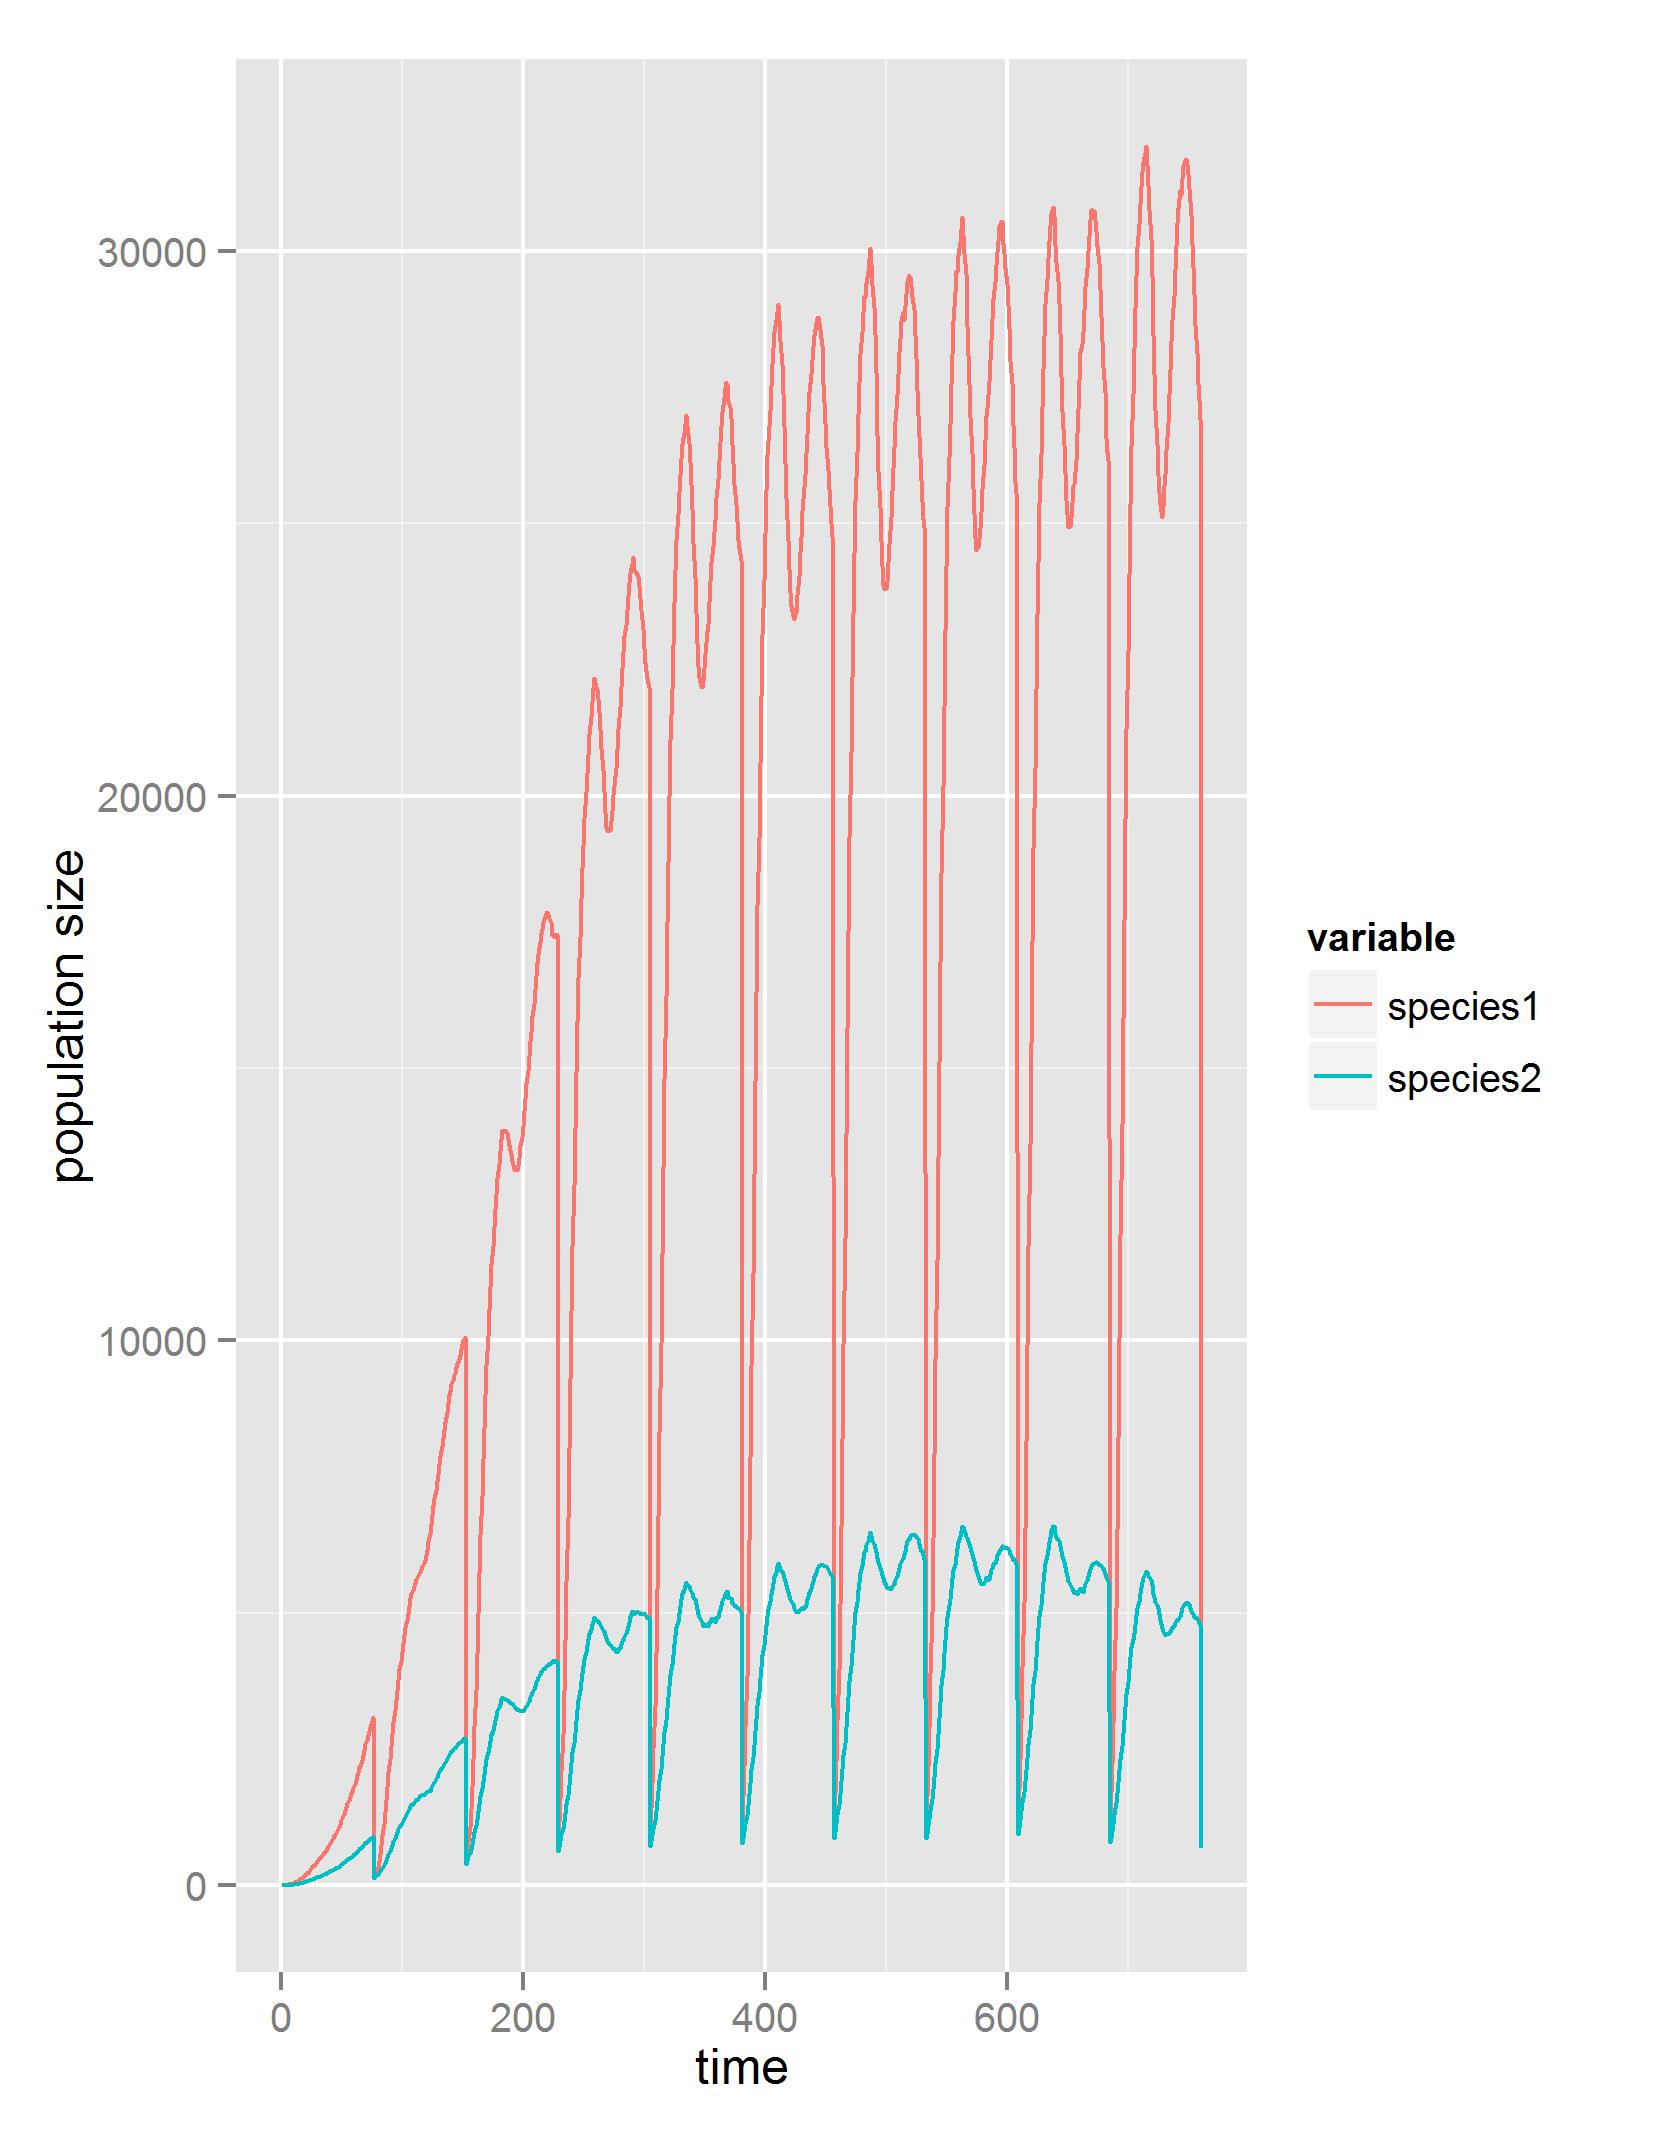 population size
30000
20000
10000
0
0 200 400 600
time
variable
species1
species2